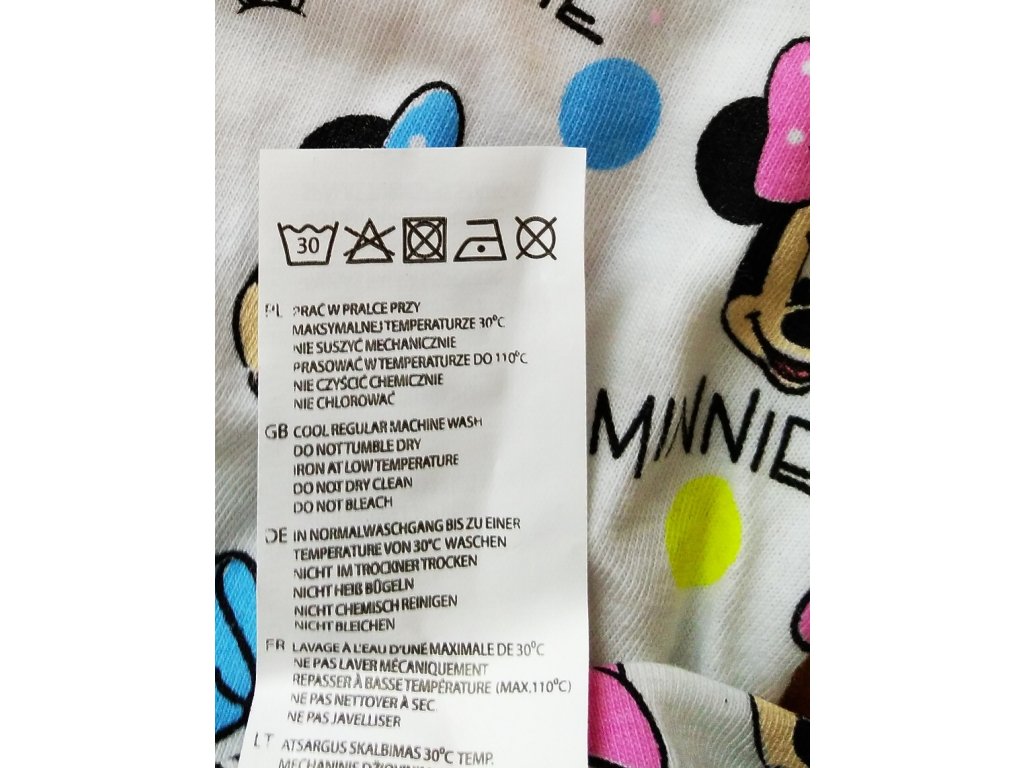 NIE
30
PL PRAĆ W PRALCE PRZY
MAKSYMALNEJ TEMPERATURZE 30°C
NIE SUSZYĆ MECHANICZNIE
PRASOWAĆ W TEMPERATURZE DO 110°C
NIE CZYŚCIĆ CHEMICZNIE
NIE CHLOROWAĆ
GB COOL REGULAR MACHINE WASH
DO NOT TUMBLE DRY
IRON AT LOW TEMPERATURE
DO NOT DRY CLEAN
DO NOT BLEACH
DE IN NORMALWASCHGANG BIS ZU EINER
TEMPERATURE VON 30°C WASCHEN
NICHT IM TROCKNER TROCKEN
NICHT HEIß BÜGELN
NICHT CHEMISCH REINIGEN
NICHT BLEICHEN
FR LAVAGE À L'EAU D'UNE MAXIMALE DE 30°C
NE PAS LAVER MÉCANIQUEMENT
REPASSER À BASSE TEMPÉRATURE (MAX.110°C)
NE PAS NETTOYER À SEC
NE PAS JAVELLISER
LT ATSARGUS SKALBIMAS 30°C TEMP.
MINNIE